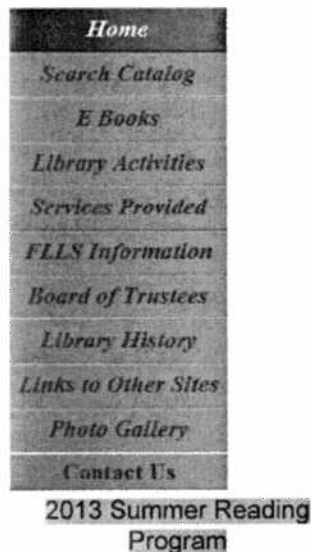 Home
Search Catalog
E Books
Library Activities
Services Provided
FLLS Information
Board of Trustees
Library History
Links to Other Sites
Photo Gallery
Contact Us
2013 Summer Reading
Program